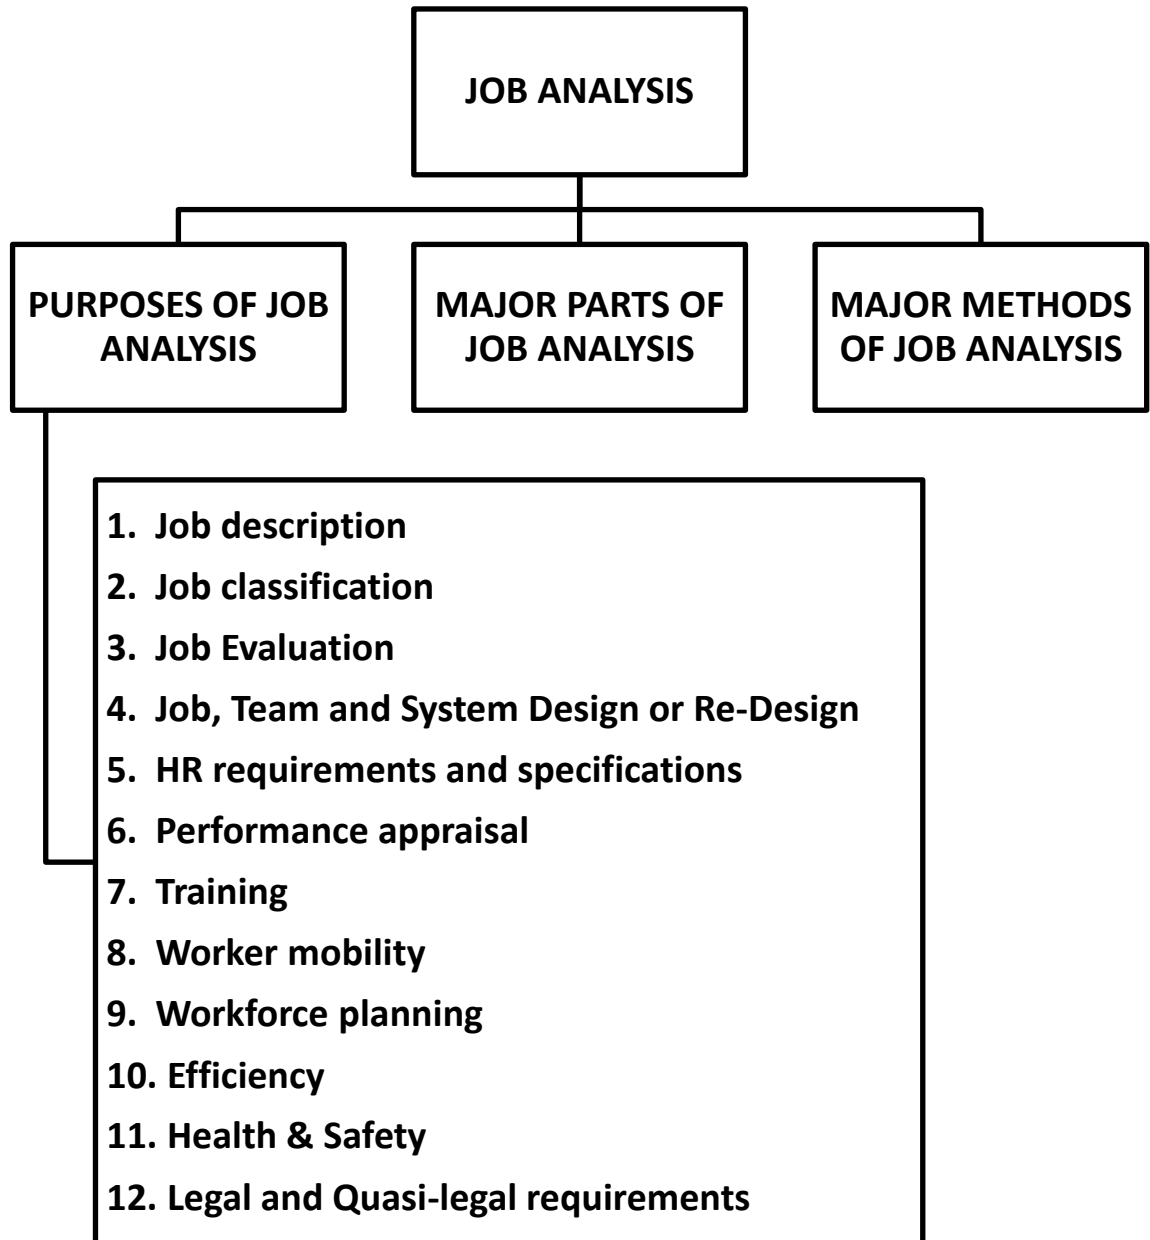 JOB ANALYSIS
PURPOSES OF JOB
ANALYSIS
MAJOR PARTS OF
JOB ANALYSIS
MAJOR METHODS
OF JOB ANALYSIS
1. Job description
2. Job classification
3. Job Evaluation
4. Job, Team and System Design or Re-Design
5. HR requirements and specifications
6. Performance appraisal
7. Training
8. Worker mobility
9. Workforce planning
10. Efficiency
11. Health & Safety
12. Legal and Quasi-legal requirements